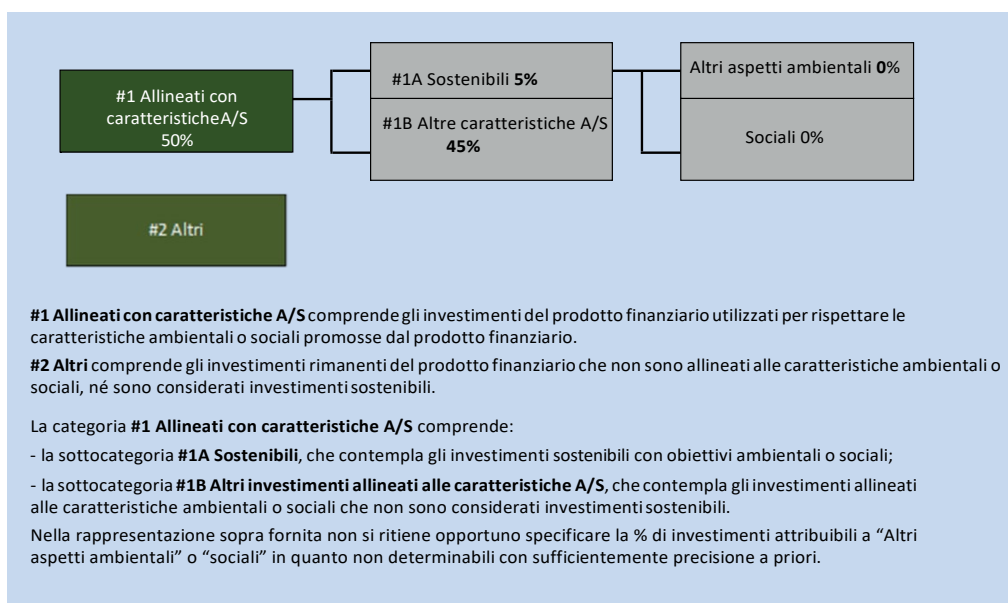 #1 Allineati con
caratteristicheA/S
50%
#1A Sostenibili 5%
#1B Altre caratteristiche A/S
45%
Altri aspetti ambientali 0%
Sociali 0%
#2 Altri
#1 Allineati con caratteristiche A/S comprende gli investimenti del prodotto finanziario utilizzati per rispettare le
caratteristiche ambientali o sociali promosse dal prodotto finanziario.
#2 Altri comprende gli investimenti rimanenti del prodotto finanziario che non sono allineati alle caratteristiche ambientali o
sociali, né sono considerati investimenti sostenibili.
La categoria #1 Allineati con caratteristiche A/S comprende:
- la sottocategoria #1A Sostenibili, che contempla gli investimenti sostenibili con obiettivi ambientali o sociali;
- la sottocategoria #1B Altri investimenti allineati alle caratteristiche A/S, che contempla gli investimenti allineati
alle caratteristiche ambientali o sociali che non sono considerati investimenti sostenibili.
Nella rappresentazione sopra fornita non si ritiene opportuno specificare la % di investimenti attribuibili a “Altri
aspetti ambientali” o “sociali” in quanto non determinabili con sufficientemente precisione a priori.